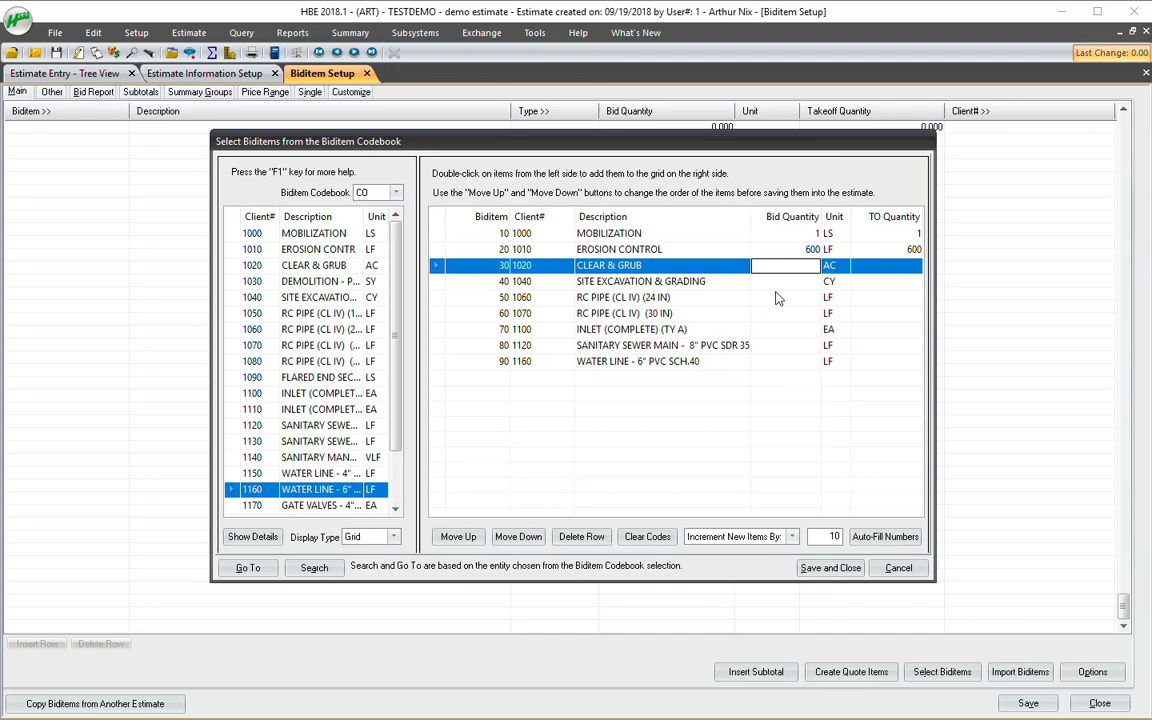 HBE 2018.1 - (ART) - TESTDEMO - demo estimate - Estimate created on: 09/19/2018 by User#: 1 - Arthur Nix - [Biditem Setup]
HBE
File Edit Setup Estimate Query Reports Summary Subsystems Exchange Tools Help What's New
Last Change: 0.00
Estimate Entry - Tree View Estimate Information Setup Biditem Setup
Main Other Bid Report Subtotals Summary Groups Price Range Single Customize
Biditem >> Description Type >> Bid Quantity Unit Takeoff Quantity Client# >>
0.000 0.000
Select Biditems from the Biditem Codebook
Press the "F1" key for more help.
Biditem Codebook CO
Client# Description Unit
1000 MOBILIZATION LS
1010 EROSION CONTR LF
1020 CLEAR & GRUB AC
1030 DEMOLITION - P... SY
1040 SITE EXCAVATIO... CY
1050 RC PIPE (CL IV) (1... LF
1060 RC PIPE (CL IV) (2... LF
1070 RC PIPE (CL IV) (... LF
1080 RC PIPE (CL IV) (... LF
1090 FLARED END SEC... LS
1100 INLET (COMPLET... EA
1110 INLET (COMPLET... EA
1120 SANITARY SEWE... LF
1130 SANITARY SEWE... LF
1140 SANITARY MAN... VLF
1150 WATER LINE - 4" ... LF
1160 WATER LINE - 6" ... LF
1170 GATE VALVES - 4"... EA
Show Details Display Type Grid
Go To Search
Double-click on items from the left side to add them to the grid on the right side.
Use the "Move Up" and "Move Down" buttons to change the order of the items before saving them into the estimate.
Biditem Client# Description Bid Quantity Unit TO Quantity
10 1000 MOBILIZATION 1 LS 1
20 1010 EROSION CONTROL 600 LF 600
30 1020 CLEAR & GRUB AC
40 1040 SITE EXCAVATION & GRADING CY
50 1060 RC PIPE (CL IV) (24 IN) LF
60 1070 RC PIPE (CL IV) (30 IN) LF
70 1100 INLET (COMPLETE) (TY A) EA
80 1120 SANITARY SEWER MAIN - 8" PVC SDR 35 LF
90 1160 WATER LINE - 6" PVC SCH.40 LF
Move Up Move Down Delete Row Clear Codes Increment New Items By: 10 Auto-Fill Numbers
Search and Go To are based on the entity chosen from the Biditem Codebook selection.
Save and Close Cancel
Insert Row Delete Row
Insert Subtotal Create Quote Items Select Biditems Import Biditems Options
Copy Biditems from Another Estimate Save Close